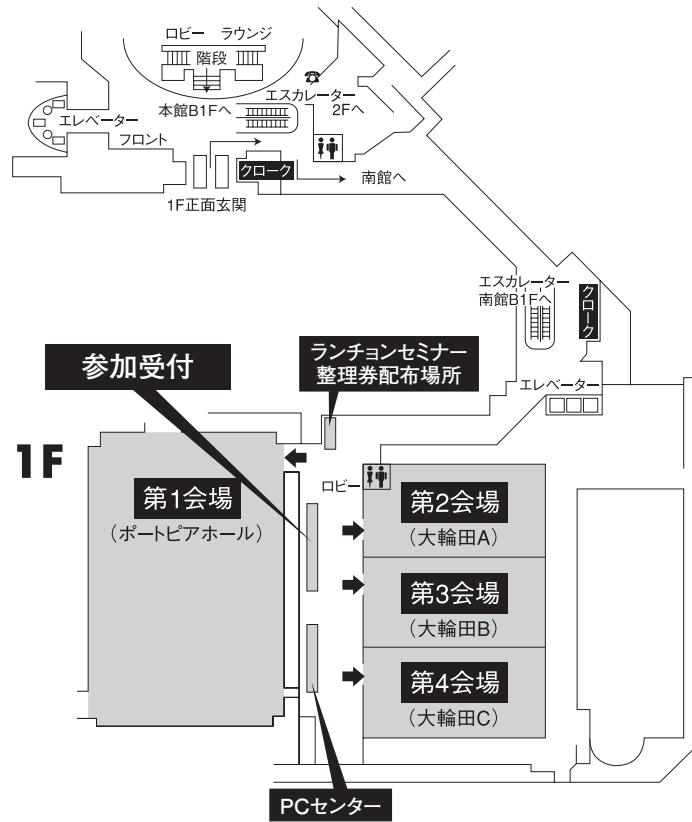 ロビー ラウンジ
階段
エスカレーター
2Fへ
本館B1Fへ
エレベーター
フロント
クローク
南館へ
1F正面玄関
エスカレーター
南館B1Fへ
クローク
エレベーター
ランチョンセミナー
整理券配布場所
参加受付
1F
ロビー
第1会場
（ポートピアホール）
第2会場
（大輪田A）
第3会場
（大輪田B）
第4会場
（大輪田C）
PCセンター